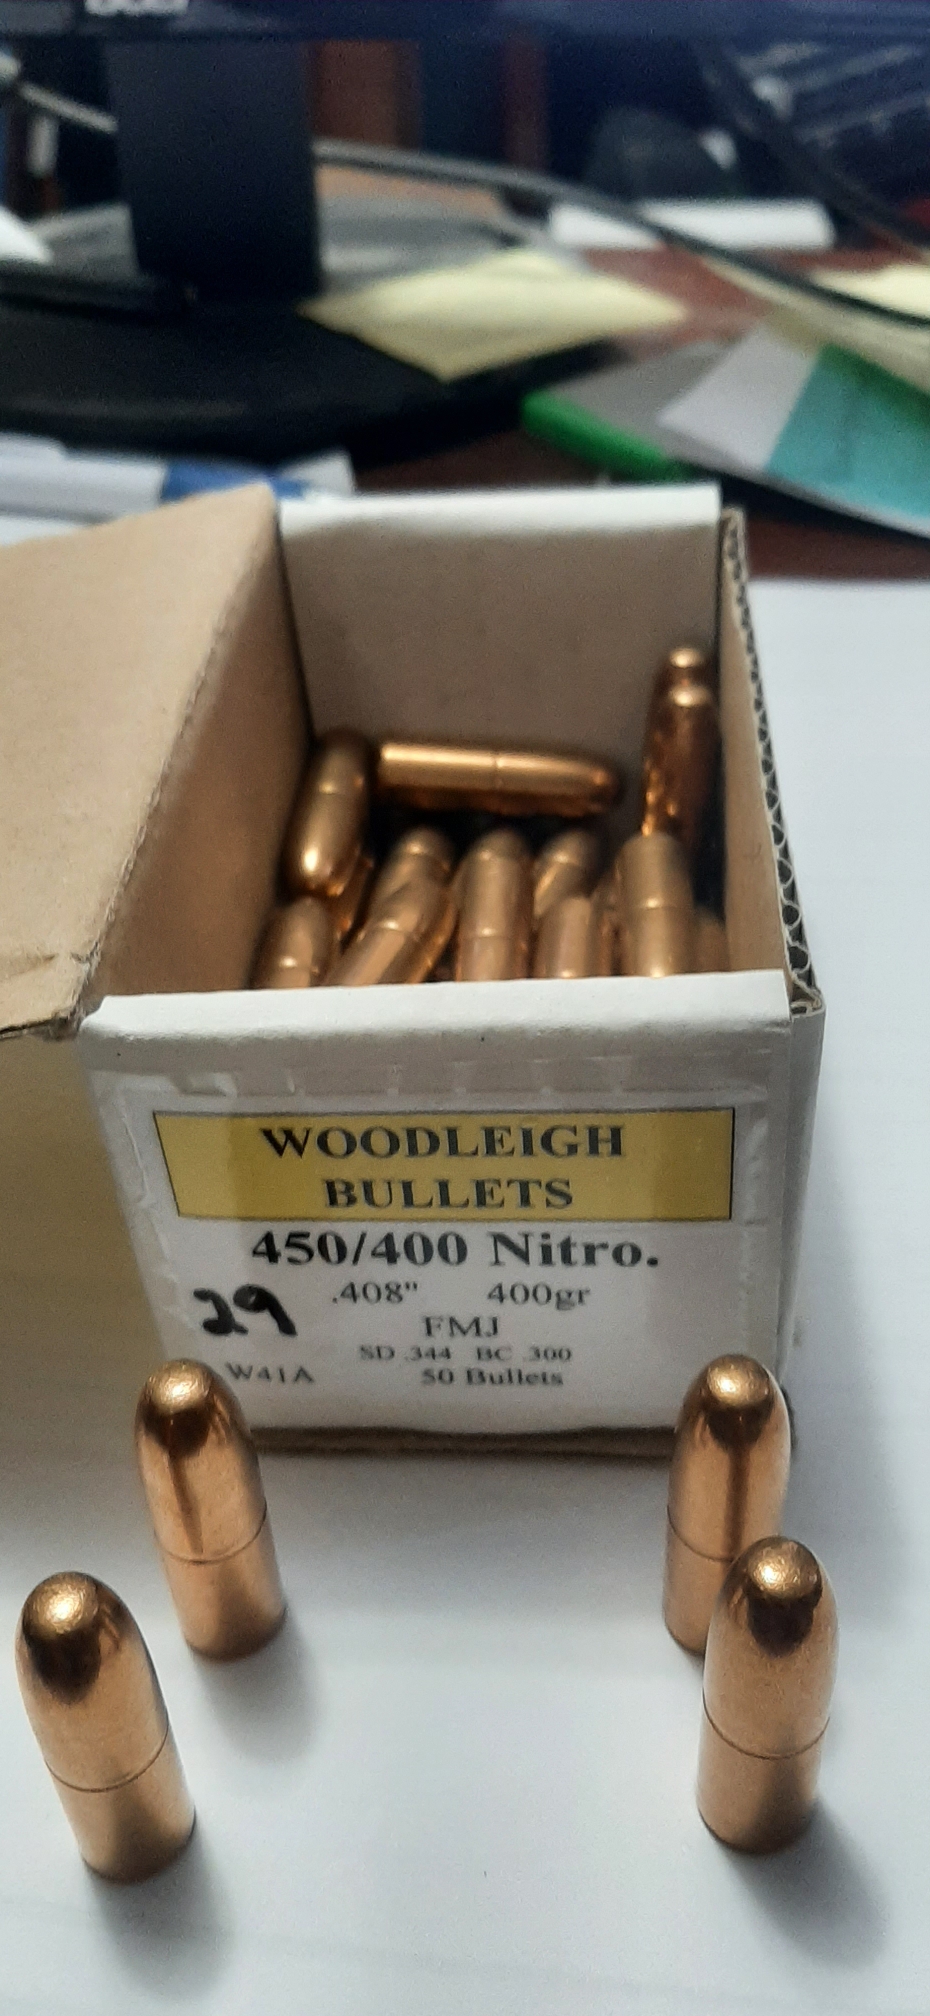 WOODLEIGH
BULLETS
450/400 Nitro.
.408" 400gr
29
FMJ
SD .344 BC .300
W41A 50 Bullets